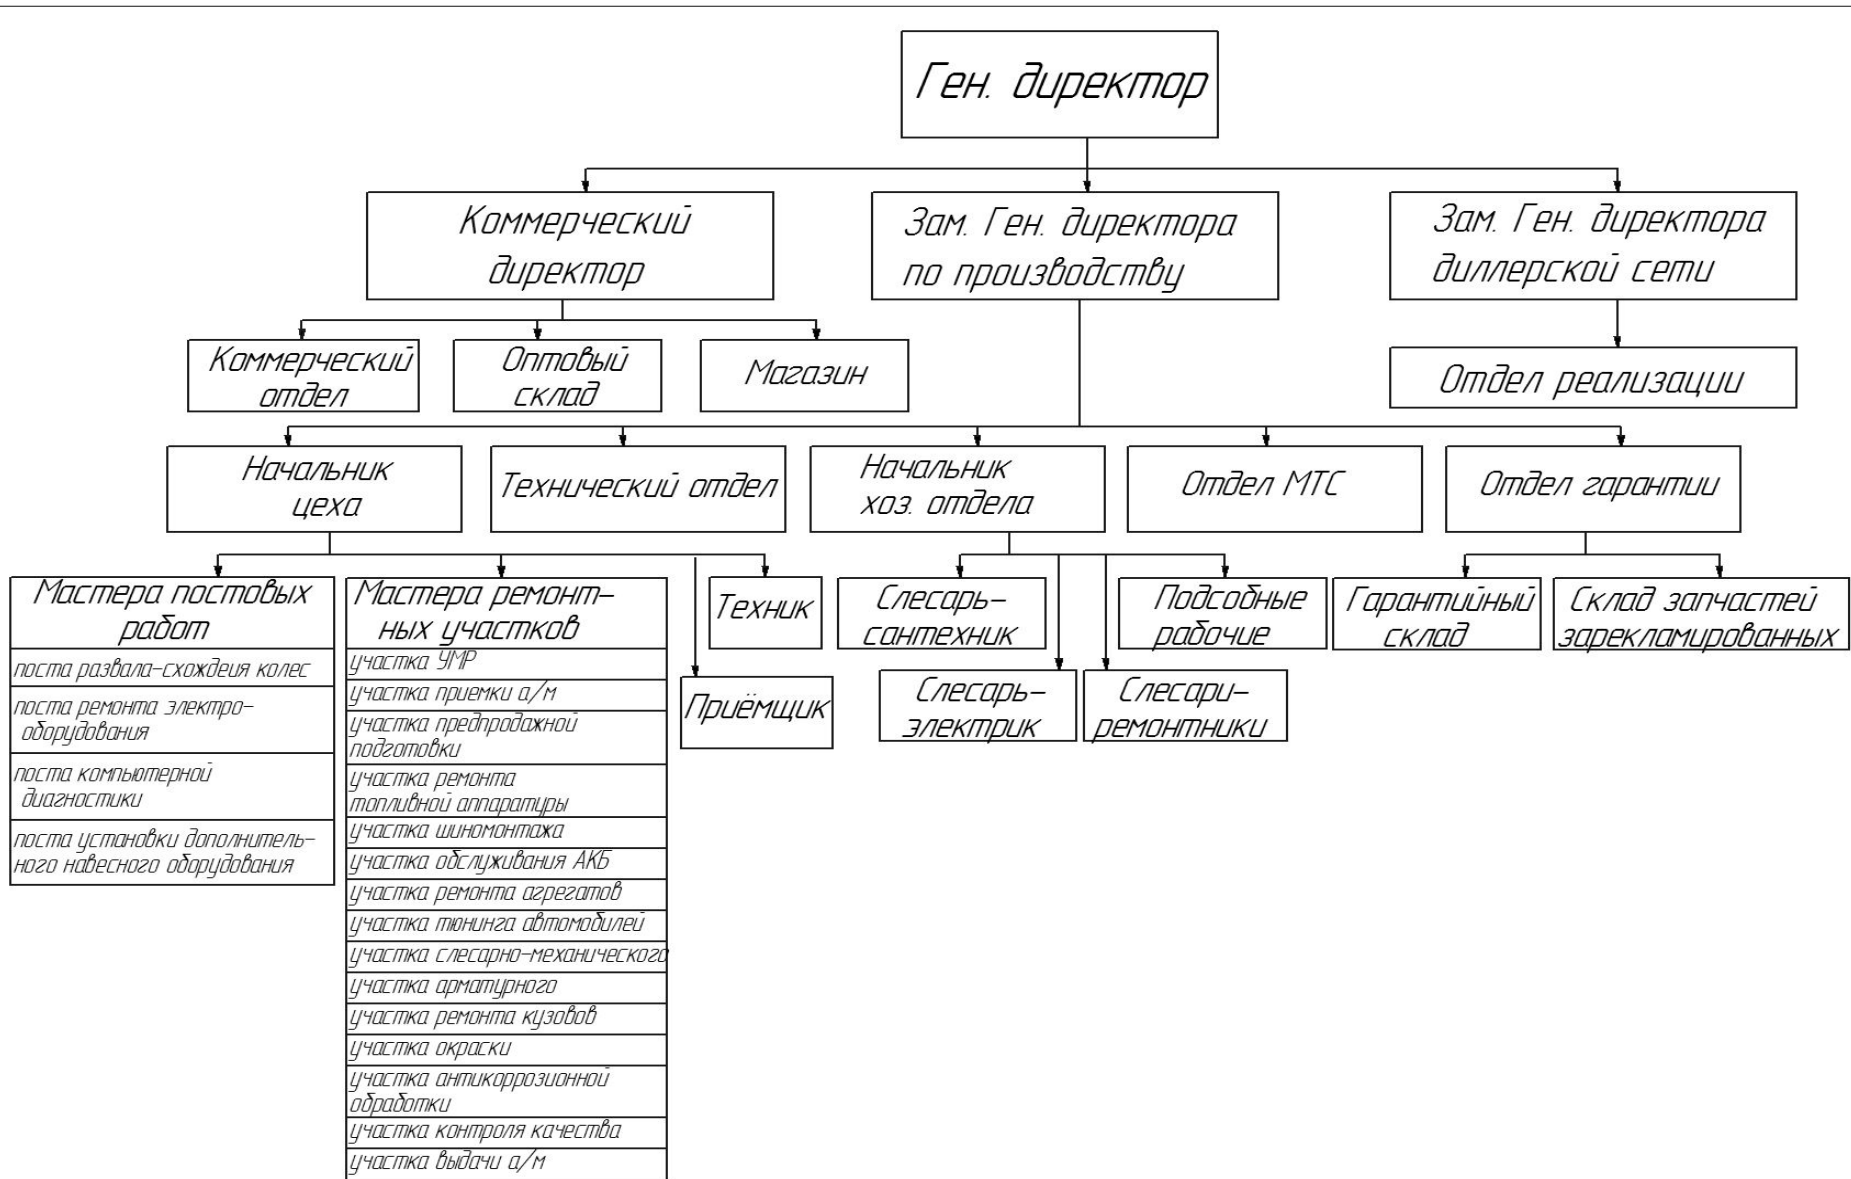 Ген. директор
Коммерческий
директор
Зам. Ген. директора
по производству
Зам. Ген. директора
диллерской сети
Коммерческий
отдел
Оптовый
склад
Магазин
Отдел реализации
Начальник
цеха
Технический отдел
Начальник
хоз. отдела
Отдел МТС
Отдел гарантии
Мастера постовых
работ
поста развала-схождеия колес
поста ремонта электро-
оборудования
поста компьютерной
диагностики
поста установки дополнитель-
ного навесного оборудования
Мастера ремонт-
ных участков
участка УМР
участка приемки а/м
участка предпродажной
подготовки
участка ремонта
топливной аппаратуры
участка шиномонтажа
участка обслуживания АКБ
участка ремонта агрегатов
участка тюнинга автомобилей
участка слесарно-механического
участка арматурного
участка ремонта кузовов
участка окраски
участка антикоррозионной
обработки
участка контроля качества
участка выдачи а/м
Техник
Приёмщик
Слесарь-
сантехник
Слесарь-
электрик
Слесари-
ремонтники
Подсобные
рабочие
Гарантийный
склад
Склад запчастей
зарекламированных